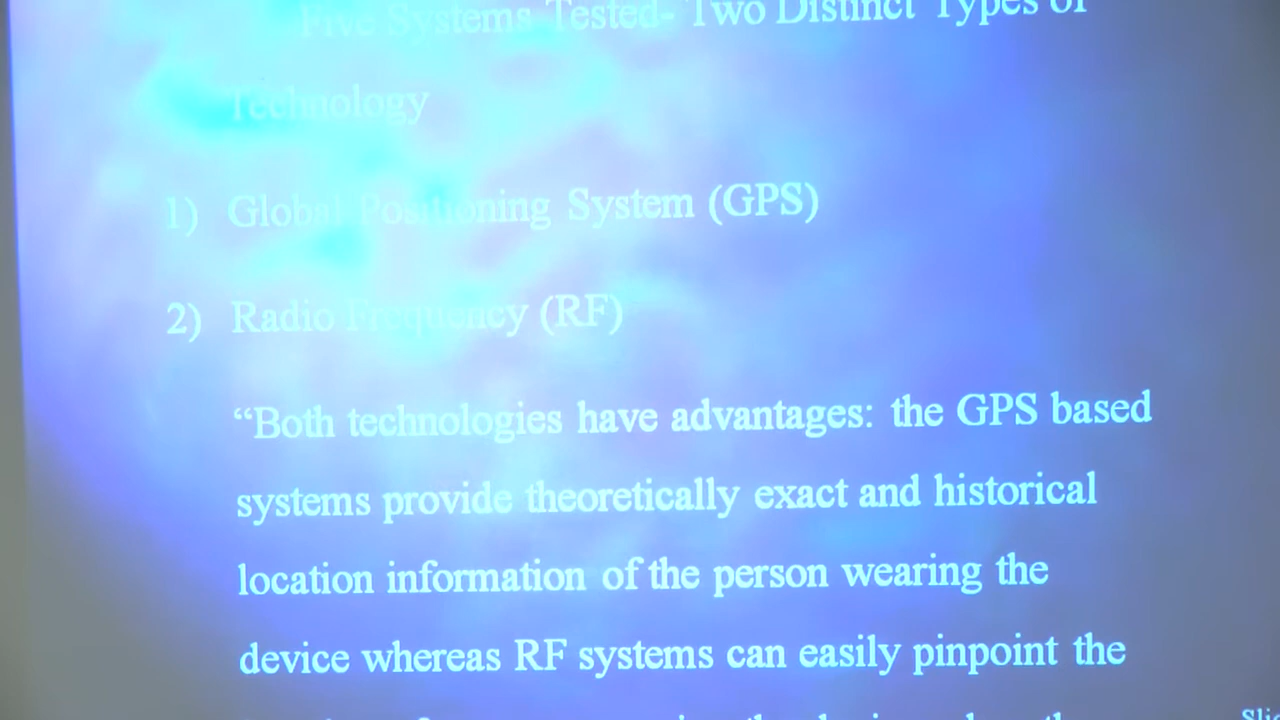 Five Systems Tested- Two Distinct Types of
Technology
1) Global Positioning System (GPS)
2) Radio Frequency (RF)
“Both technologies have advantages: the GPS based
systems provide theoretically exact and historical
location information of the person wearing the
device whereas RF systems can easily pinpoint the